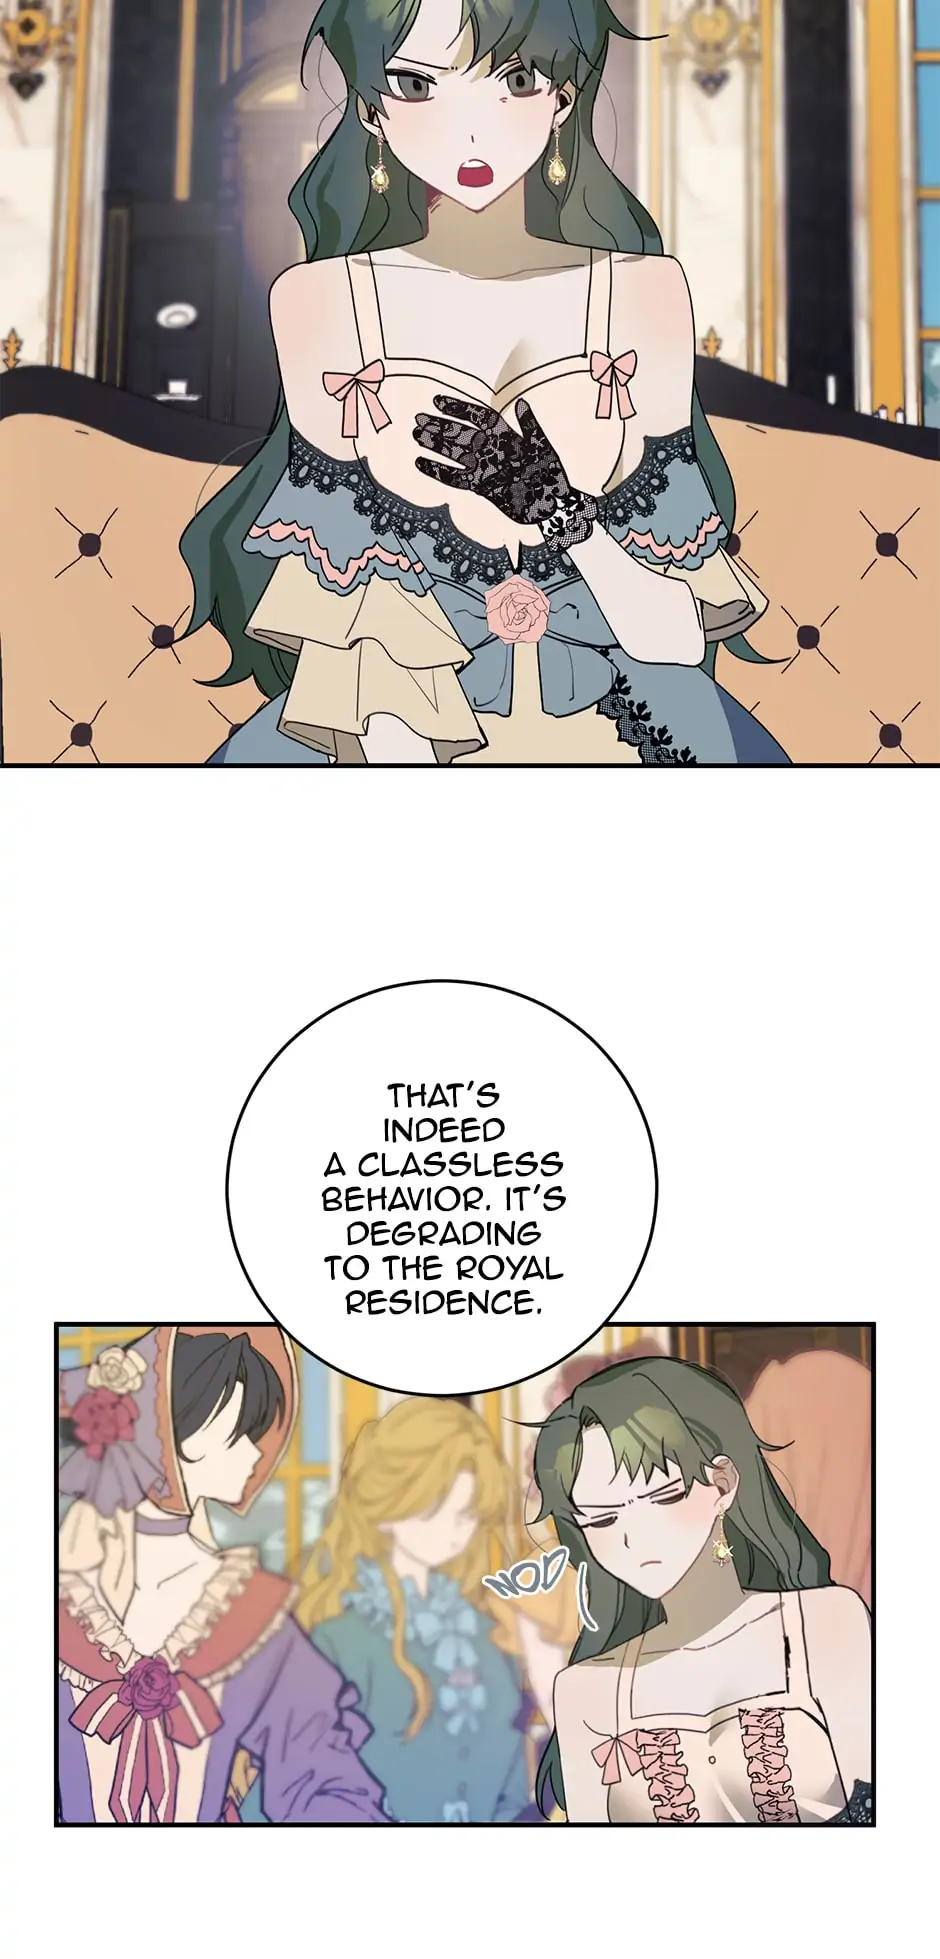 THAT'S
INDEED
A CLASSLESS
BEHAVIOR. IT'S
DEGRADING
TO THE ROYAL
RESIDENCE.
NOD